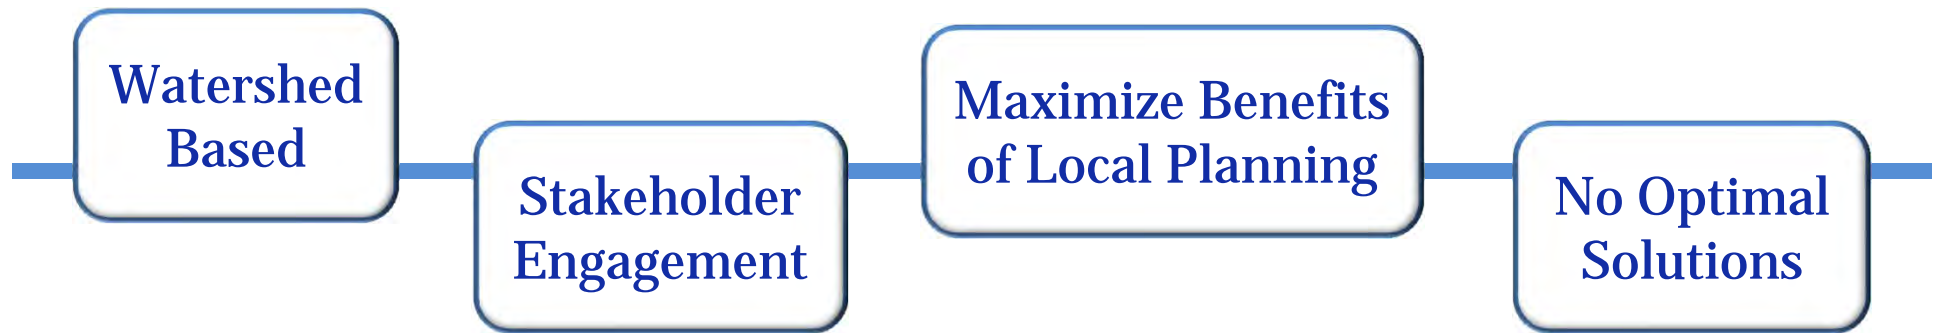 Watershed
Based
Stakeholder
Engagement
Maximize Benefits
of Local Planning
No Optimal
Solutions